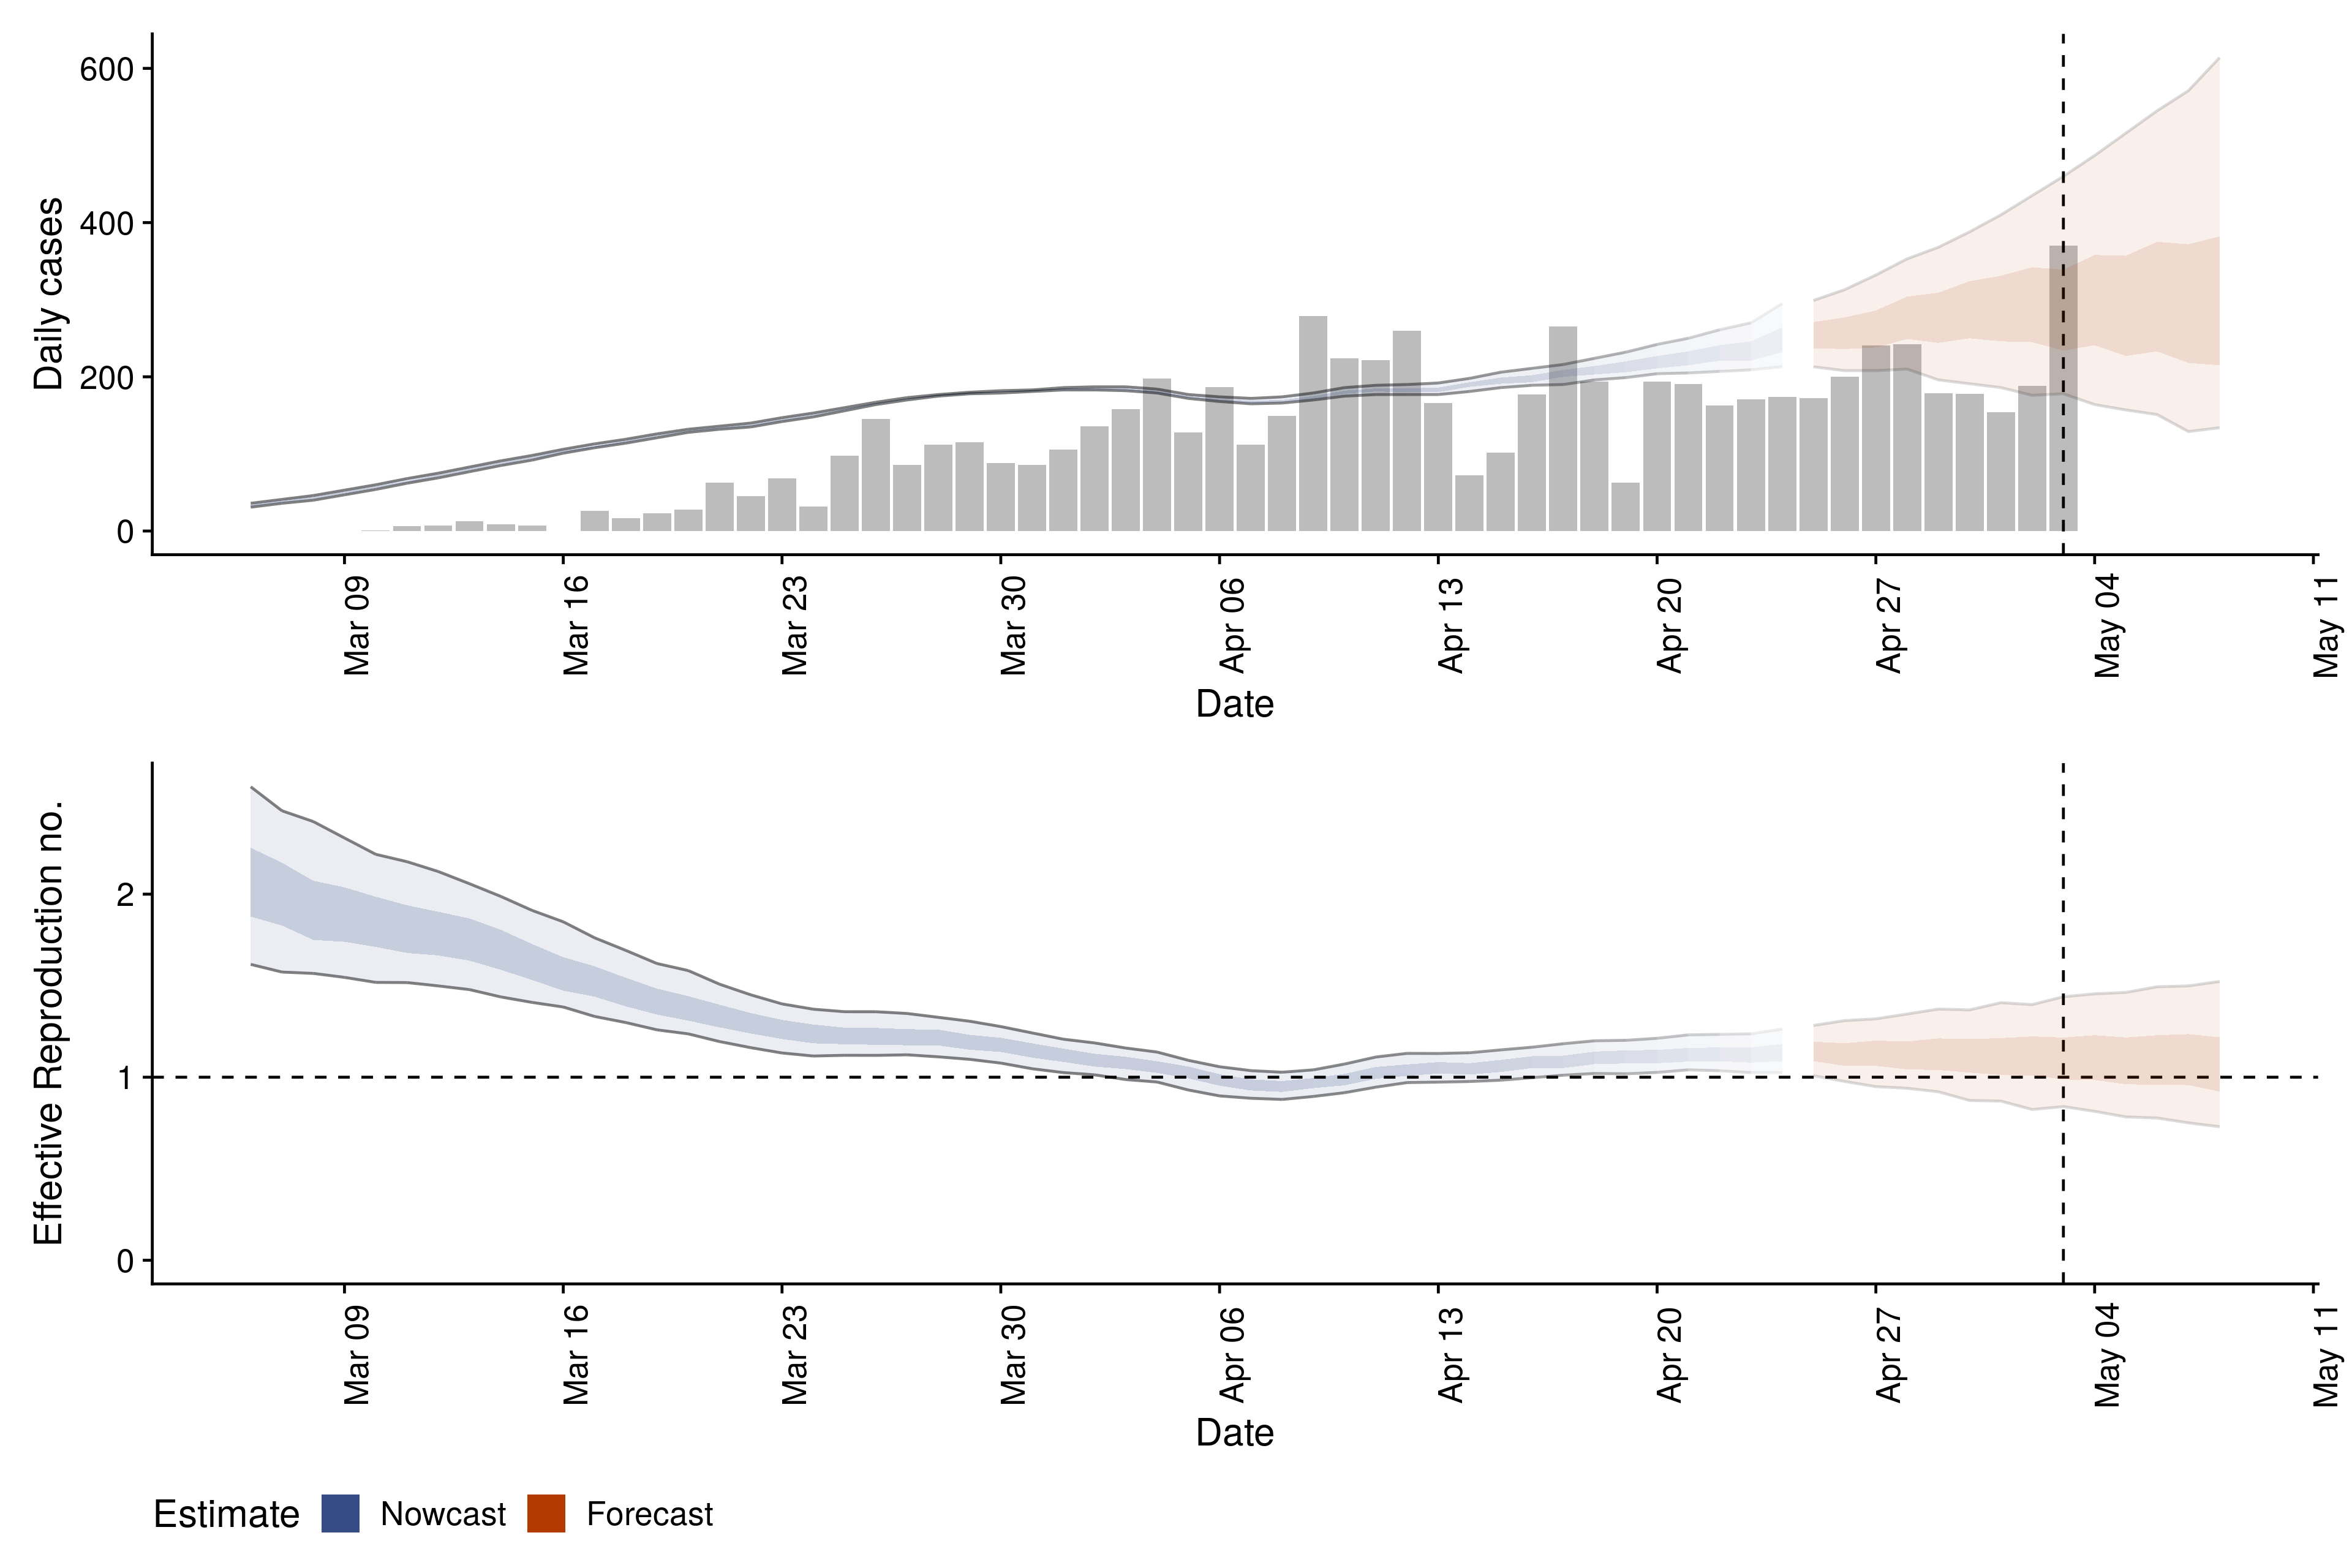 Daily cases
600
400
200
0
Mar 09
Mar 16
Mar 23
Mar 30
Apr 06
Apr 13
Apr 20
Apr 27
May 04
May 11
Date
Effective Reproduction no.
2
1
0
Mar 09
Mar 16
Mar 23
Mar 30
Apr 06
Apr 13
Apr 20
Apr 27
May 04
May 11
Date
Estimate Nowcast Forecast